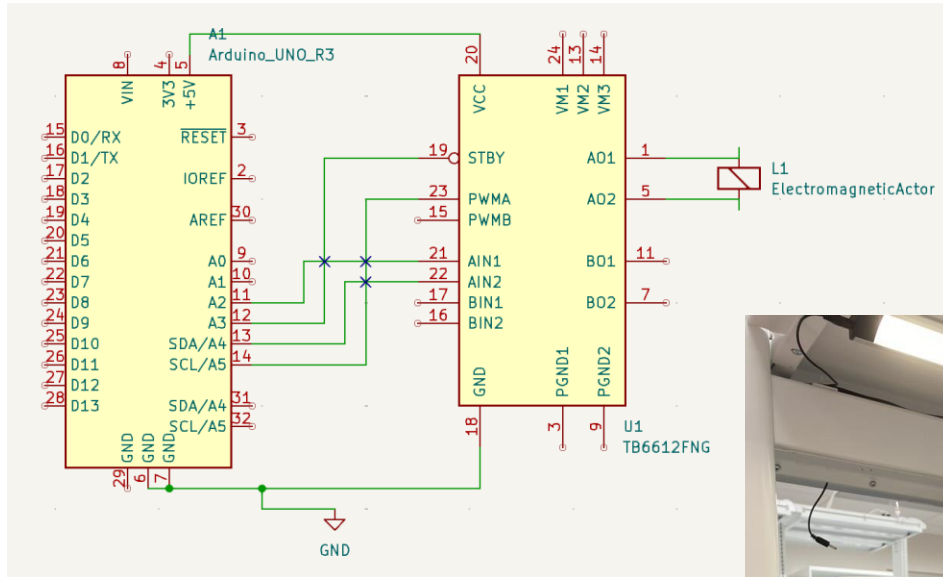 A1
Arduino_UNO_R3
8
VIN
4
3V3
5
+5V
15
D0/RX
16
D1/TX
17
D2
18
D3
19
D4
20
D5
21
D6
22
D7
23
D8
24
D9
25
D10
26
D11
27
D12
28
D13
RESET
3
IOREF
2
AREF
30
A0
9
A1
10
A2
11
A3
12
SDA/A4
13
SCL/A5
14
SDA/A4
31
SCL/A5
32
GND
29
GND
6
GND
7
GND
20
VCC
24
VM1
13
VM2
14
VM3
19
STBY
23
PWMA
15
PWMB
21
AIN1
22
AIN2
17
BIN1
16
BIN2
AO1
1
AO2
5
BO1
11
BO2
7
GND
18
PGND1
3
PGND2
9
U1
TB6612FNG
L1
ElectromagneticActor